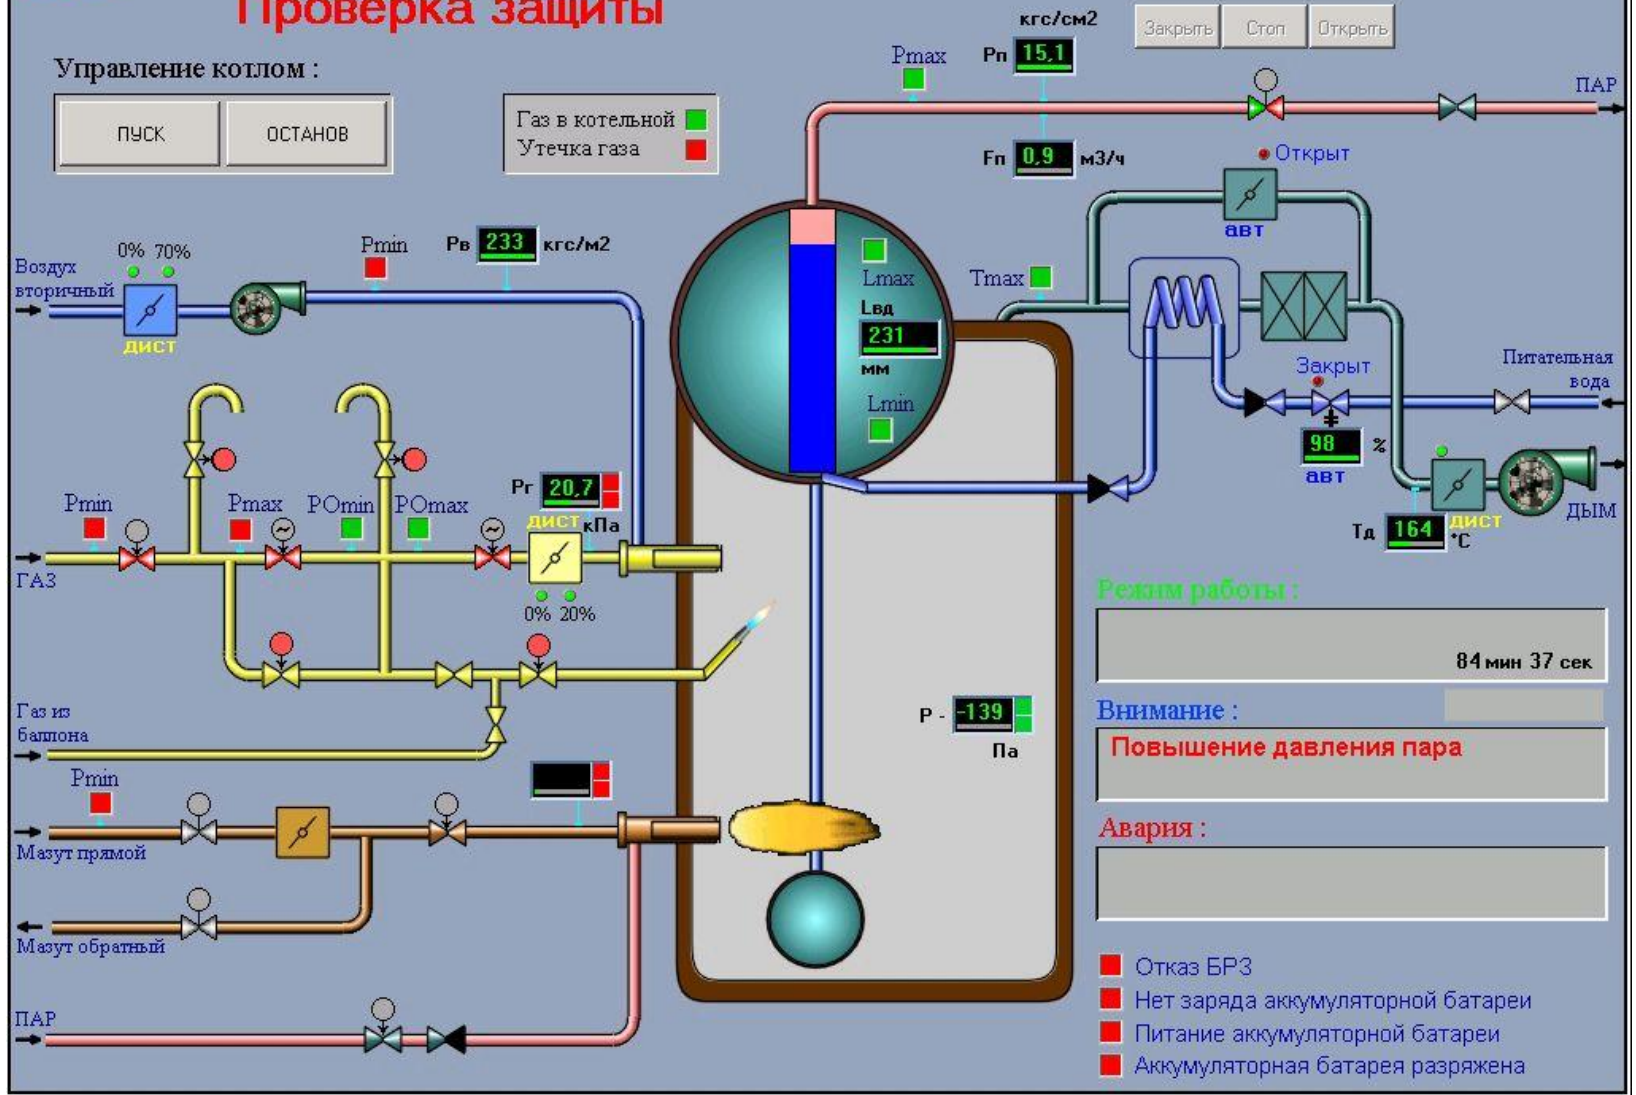 Проверка защиты
кгс/см2
Закрыть Стоп Открыть
Управление котлом :
Pmax
Рп 15,1
ПАР
ПУСК ОСТАНОВ
Газ в котельной
Утечка газа
Fп 0,9 м3/ч
Открыт
авт
0% 70%
Pmin
Рв 233 кгс/м2
Воздух
вторичный
дист
Lmax
Lвд
231
мм
Lmin
Tmax
Закрыт
Питательная
вода
98 %
авт
Pmin
Pmax
POmin
POmax
Рг 20,7
дист кПа
ГАЗ
0% 20%
Тд 164 °С
дист
ДЫМ
Режим работы :
84 мин 37 сек
Газ из
баллона
Р - -139
Па
Внимание :
Повышение давления пара
Pmin
Мазут прямой
Авария :
Мазут обратный
ПАР
Отказ БРЗ
Нет заряда аккумуляторной батареи
Питание аккумуляторной батареи
Аккумуляторная батарея разряжена